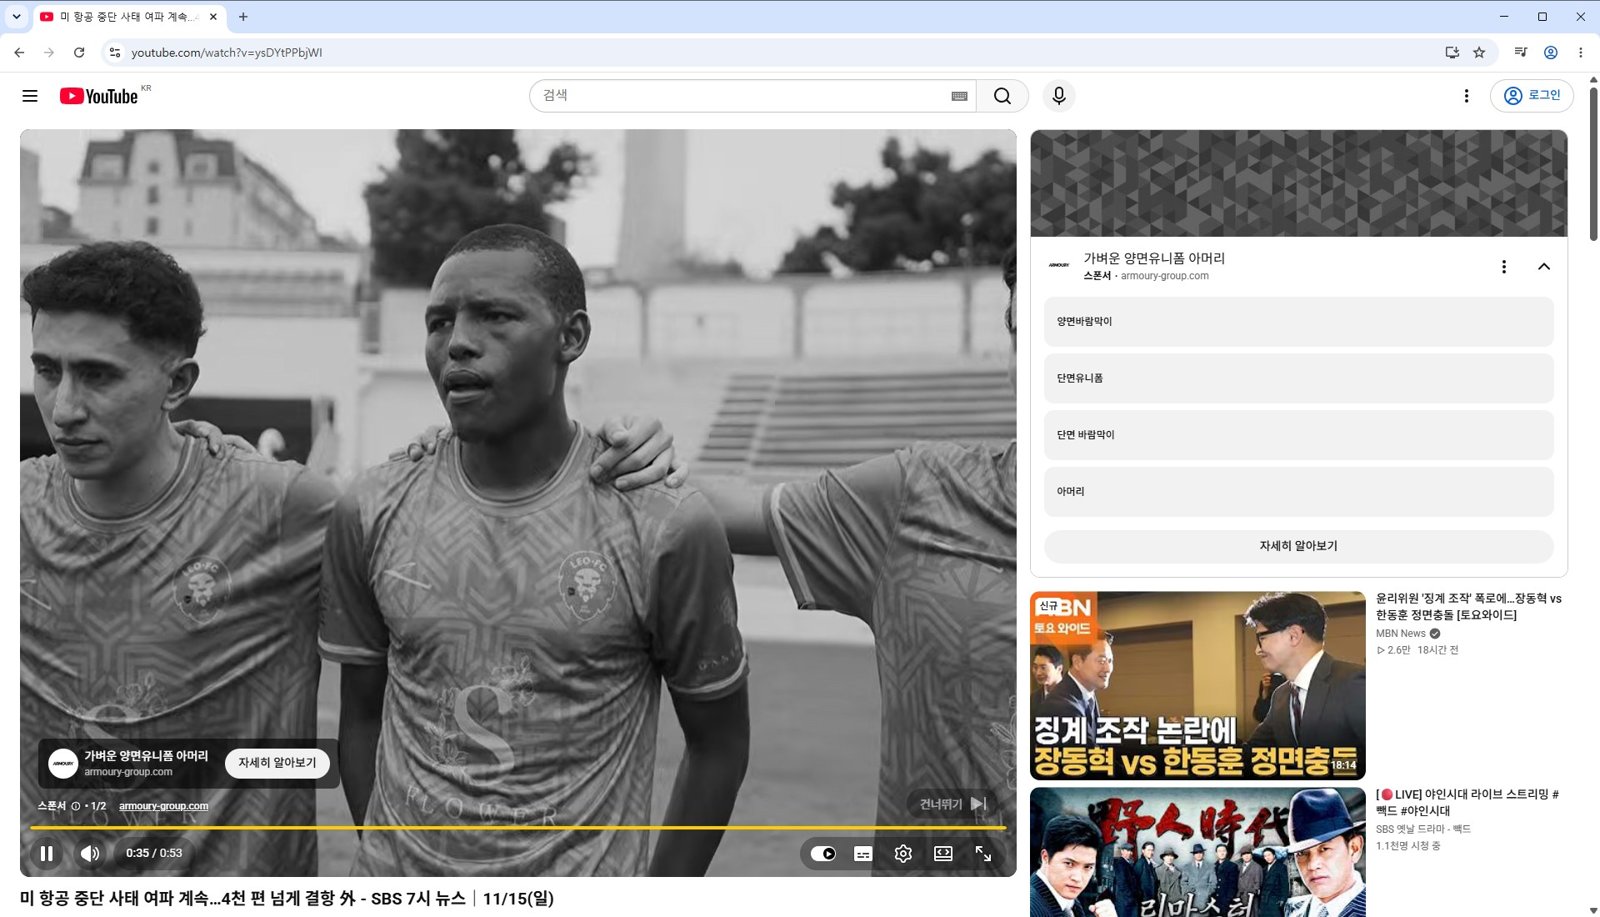 미 항공 중단 사태 여파 계속...4
youtube.com/watch?v=ysDYtPPbjWI
YouTube KR
검색
로그인
LEO·FC
LEO·FC
S
FLOWER
가벼운 양면유니폼 아머리
armoury-group.com
자세히 알아보기
스폰서 · 1/2 armoury-group.com
건너뛰기
0:35 / 0:53
미 항공 중단 사태 여파 계속...4천 편 넘게 결항 外 - SBS 7시 뉴스｜11/15(일)
ARMOURY
가벼운 양면유니폼 아머리
스폰서 · armoury-group.com
양면바람막이
단면유니폼
단면 바람막이
아머리
자세히 알아보기
신규
MBN
토요 와이드
징계 조작 논란에
장동혁 vs 한동훈 정면충돌
18:14
윤리위원 '징계 조작' 폭로에...장동혁 vs
한동훈 정면충돌 [토요와이드]
MBN News
2.6만 18시간 전
野人時代
리마스터
[🔴LIVE] 야인시대 라이브 스트리밍 #
빽드 #야인시대
SBS 옛날 드라마 - 빽드
1.1천명 시청 중